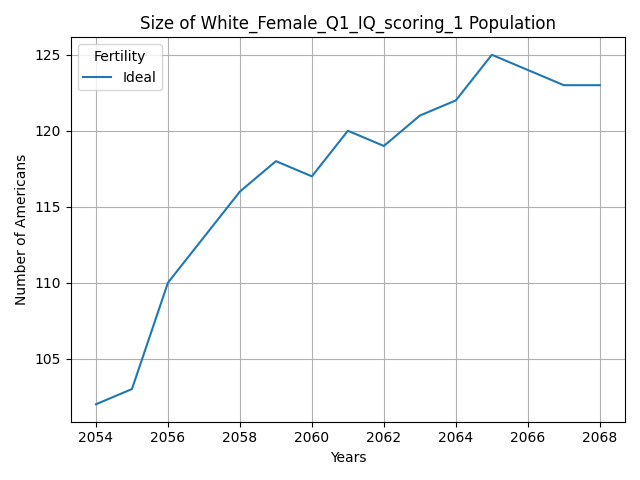 Size of White_Female_Q1_IQ_scoring_1 Population
Fertility
Ideal
Number of Americans
125
120
115
110
105
2054 2056 2058 2060 2062 2064 2066 2068
Years